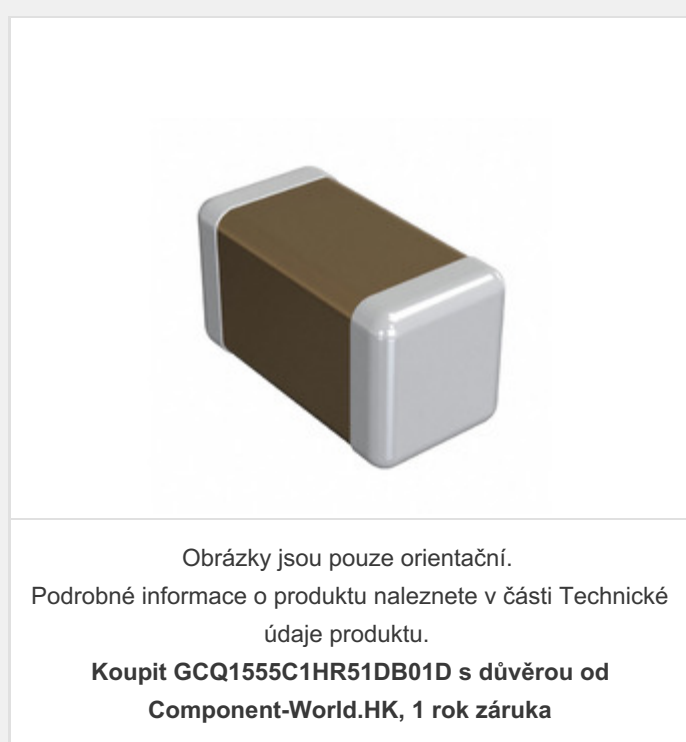 Obrázky jsou pouze orientační.
Podrobné informace o produktu naleznete v části Technické
údaje produktu.
Koupit GCQ1555C1HR51DB01D s důvěrou od
Component-World.HK, 1 rok záruka